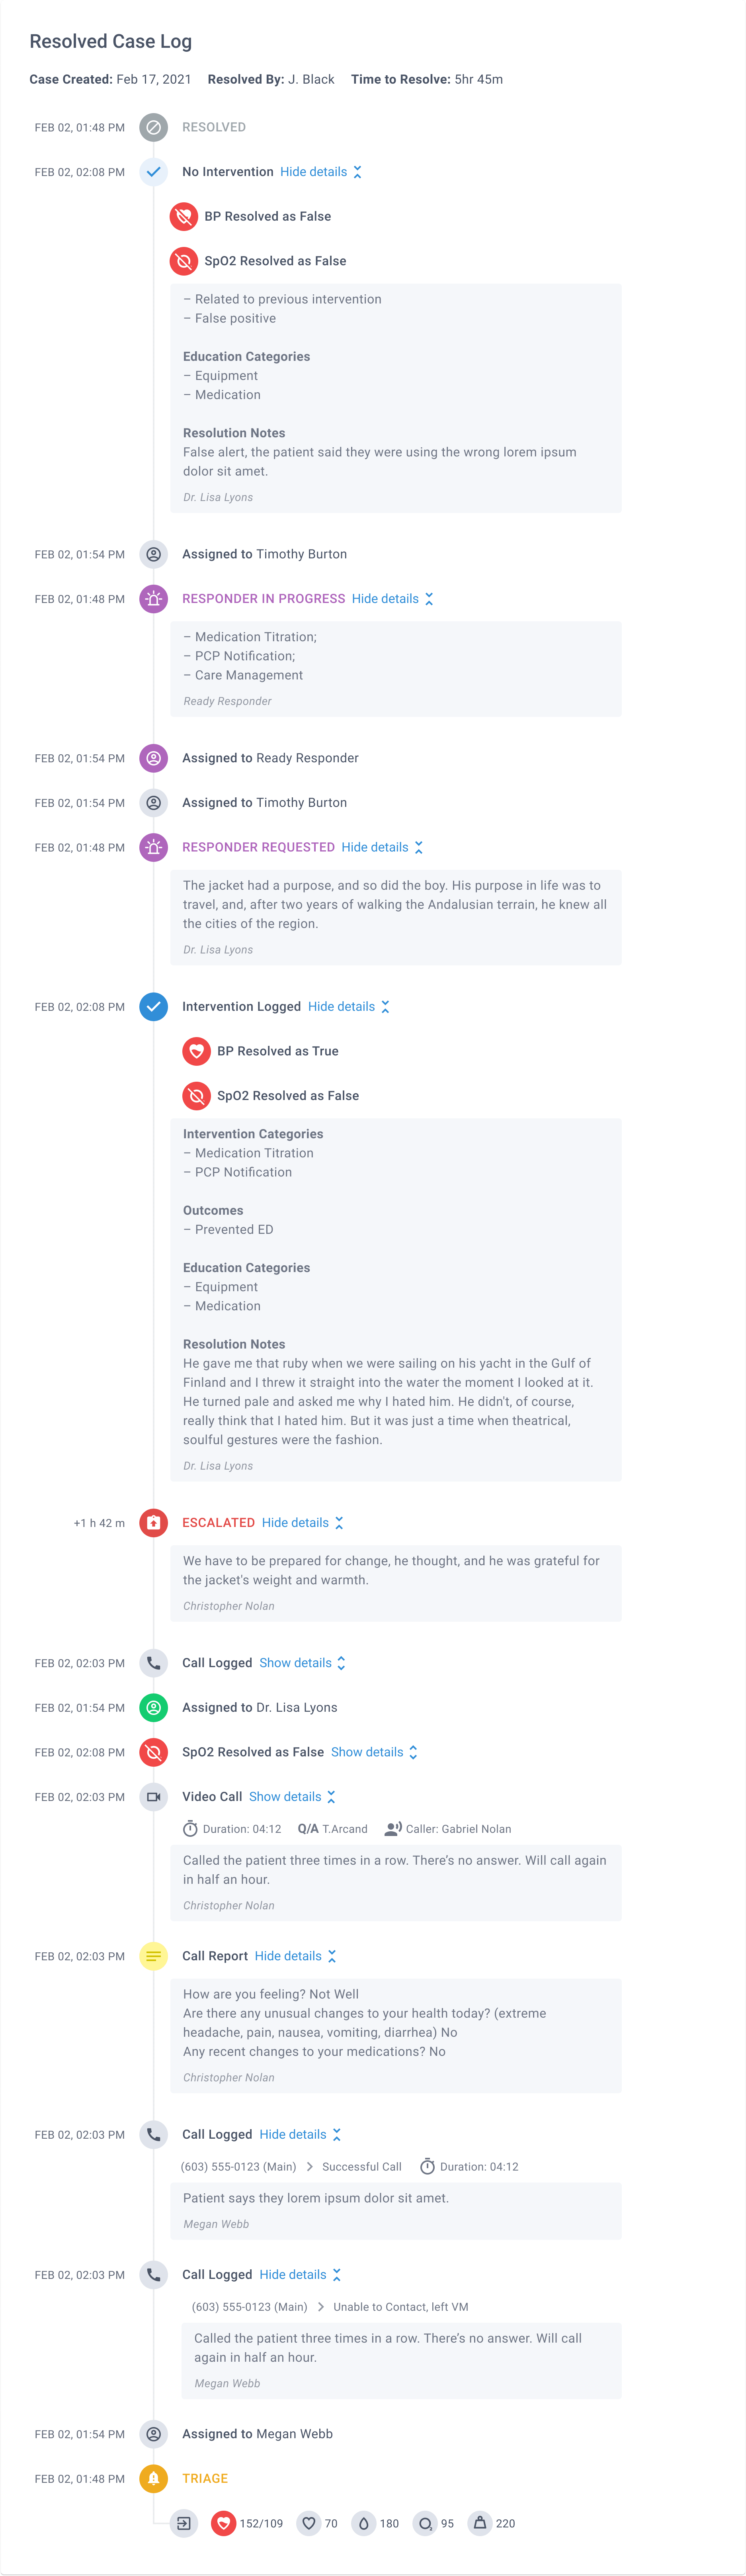 Resolved Case Log
Case Created: Feb 17, 2021 Resolved By: J. Black Time to Resolve: 5hr 45m
FEB 02, 01:48 PM RESOLVED
FEB 02, 02:08 PM No Intervention Hide details
BP Resolved as False
SpO2 Resolved as False
– Related to previous intervention
– False positive
Education Categories
– Equipment
– Medication
Resolution Notes
False alert, the patient said they were using the wrong lorem ipsum
dolor sit amet.
Dr. Lisa Lyons
FEB 02, 01:54 PM Assigned to Timothy Burton
FEB 02, 01:48 PM RESPONDER IN PROGRESS Hide details
– Medication Titration;
– PCP Notification;
– Care Management
Ready Responder
FEB 02, 01:54 PM Assigned to Ready Responder
FEB 02, 01:54 PM Assigned to Timothy Burton
FEB 02, 01:48 PM RESPONDER REQUESTED Hide details
The jacket had a purpose, and so did the boy. His purpose in life was to
travel, and, after two years of walking the Andalusian terrain, he knew all
the cities of the region.
Dr. Lisa Lyons
FEB 02, 02:08 PM Intervention Logged Hide details
BP Resolved as True
SpO2 Resolved as False
Intervention Categories
– Medication Titration
– PCP Notification
Outcomes
– Prevented ED
Education Categories
– Equipment
– Medication
Resolution Notes
He gave me that ruby when we were sailing on his yacht in the Gulf of
Finland and I threw it straight into the water the moment I looked at it.
He turned pale and asked me why I hated him. He didn't, of course,
really think that I hated him. But it was just a time when theatrical,
soulful gestures were the fashion.
Dr. Lisa Lyons
+1 h 42 m ESCALATED Hide details
We have to be prepared for change, he thought, and he was grateful for
the jacket's weight and warmth.
Christopher Nolan
FEB 02, 02:03 PM Call Logged Show details
FEB 02, 01:54 PM Assigned to Dr. Lisa Lyons
FEB 02, 02:08 PM SpO2 Resolved as False Show details
FEB 02, 02:03 PM Video Call Show details
Duration: 04:12 Q/A T.Arcand Caller: Gabriel Nolan
Called the patient three times in a row. There's no answer. Will call again
in half an hour.
Christopher Nolan
FEB 02, 02:03 PM Call Report Hide details
How are you feeling? Not Well
Are there any unusual changes to your health today? (extreme
headache, pain, nausea, vomiting, diarrhea) No
Any recent changes to your medications? No
Christopher Nolan
FEB 02, 02:03 PM Call Logged Hide details
(603) 555-0123 (Main) > Successful Call Duration: 04:12
Patient says they lorem ipsum dolor sit amet.
Megan Webb
FEB 02, 02:03 PM Call Logged Hide details
(603) 555-0123 (Main) > Unable to Contact, left VM
Called the patient three times in a row. There's no answer. Will call
again in half an hour.
Megan Webb
FEB 02, 01:54 PM Assigned to Megan Webb
FEB 02, 01:48 PM TRIAGE
152/109 70 180 95 220